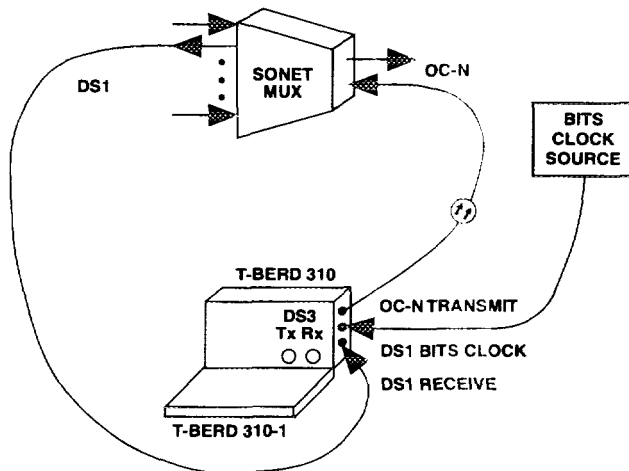 SONET
MUX
OC-N
DS1
BITS
CLOCK
SOURCE
T-BERD 310
DS3
Tx Rx
OC-N TRANSMIT
DS1 BITS CLOCK
DS1 RECEIVE
T-BERD 310-1